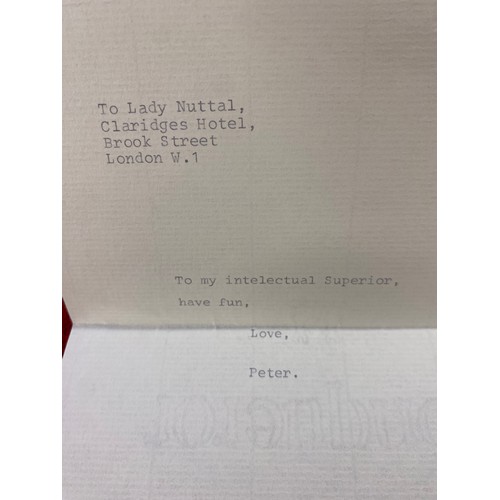 To Lady Nuttal,
Claridges Hotel,
Brook Street
London W.1
To my intelectual Superior,
have fun,
Love,
Peter.